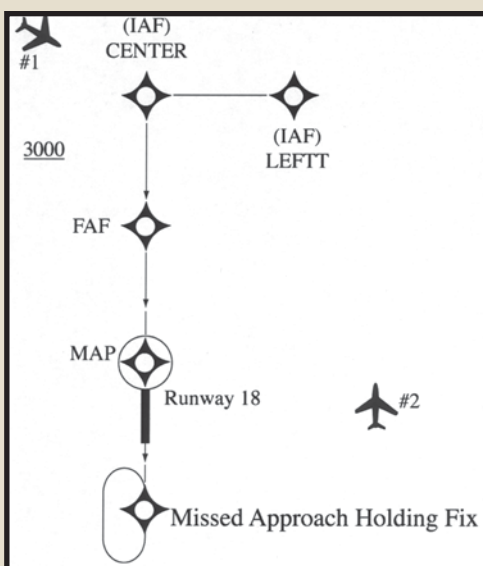 (IAF)
CENTER
#1
(IAF)
LEFTT
3000
FAF
MAP
Runway 18
#2
Missed Approach Holding Fix